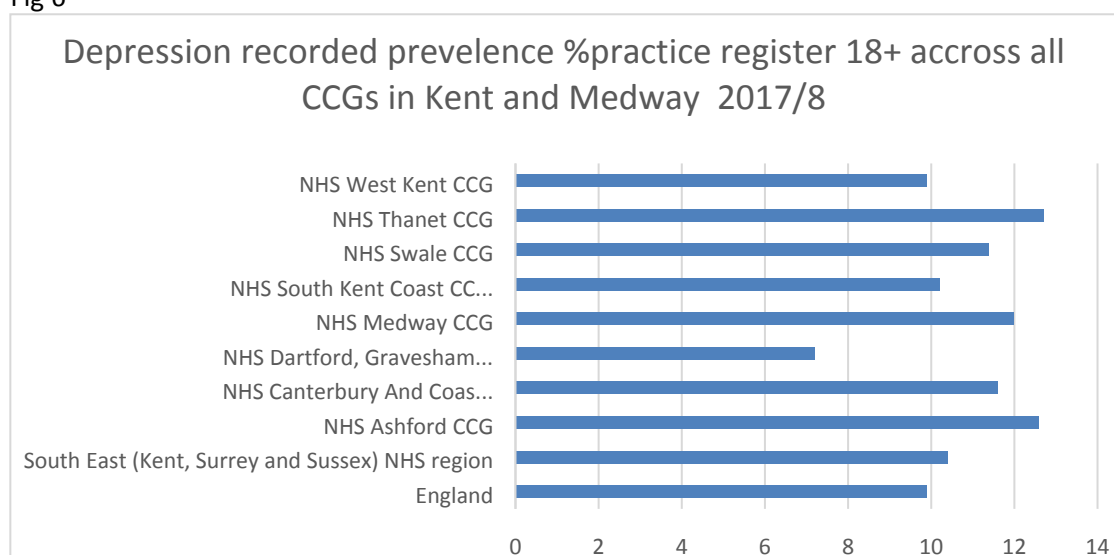 Fig 6
Depression recorded prevelence %practice register 18+ accross all
CCGs in Kent and Medway 2017/8
NHS West Kent CCG
NHS Thanet CCG
NHS Swale CCG
NHS South Kent Coast CC...
NHS Medway CCG
NHS Dartford, Gravesham...
NHS Canterbury And Coas...
NHS Ashford CCG
South East (Kent, Surrey and Sussex) NHS region
England
0 2 4 6 8 10 12 14